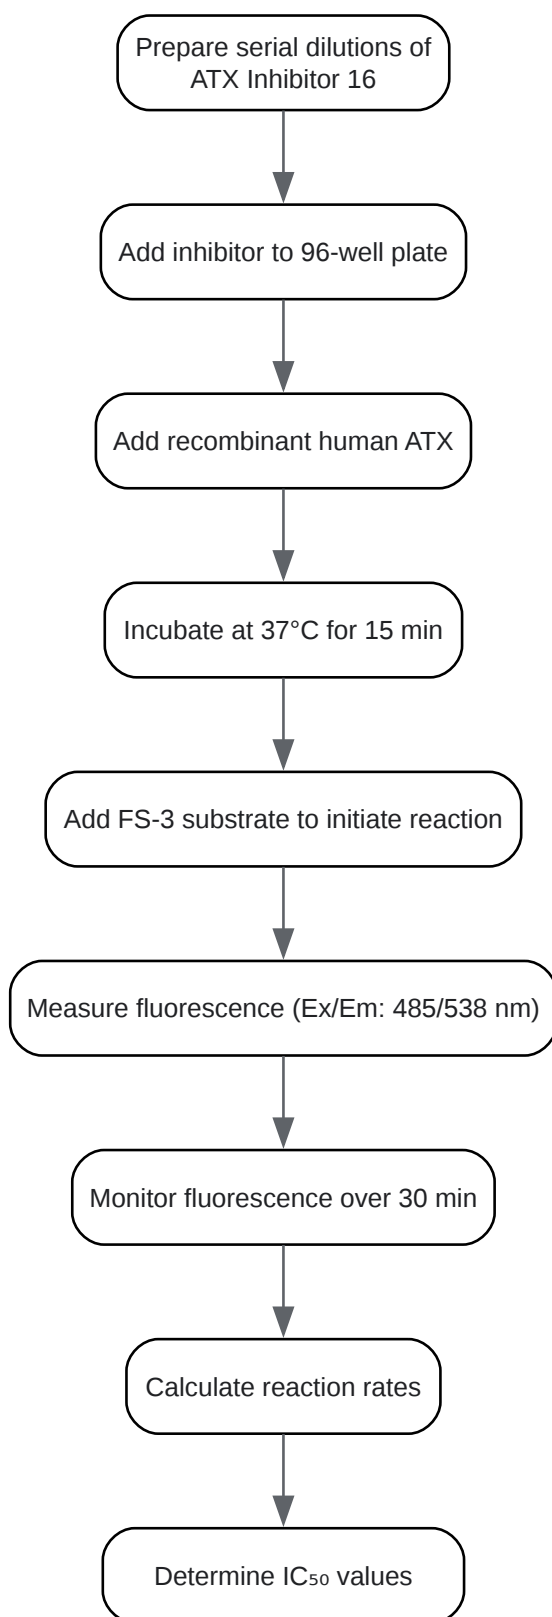 Prepare serial dilutions of
ATX Inhibitor 16
Add inhibitor to 96-well plate
Add recombinant human ATX
Incubate at 37°C for 15 min
Add FS-3 substrate to initiate reaction
Measure fluorescence (Ex/Em: 485/538 nm)
Monitor fluorescence over 30 min
Calculate reaction rates
Determine IC₅₀ values